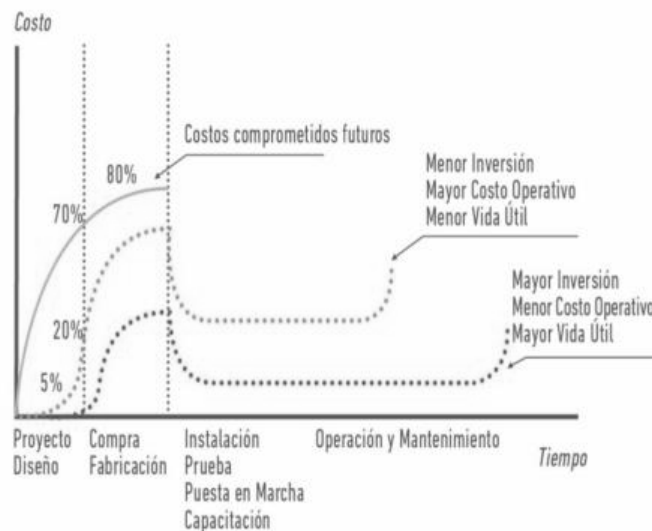 Costo
Costos comprometidos futuros
80%
70%
20%
5%
Menor Inversión
Mayor Costo Operativo
Menor Vida Útil
Mayor Inversión
Menor Costo Operativo
Mayor Vida Útil
Proyecto
Diseño
Compra
Fabricación
Instalación
Prueba
Puesta en Marcha
Capacitación
Operación y Mantenimiento
Tiempo